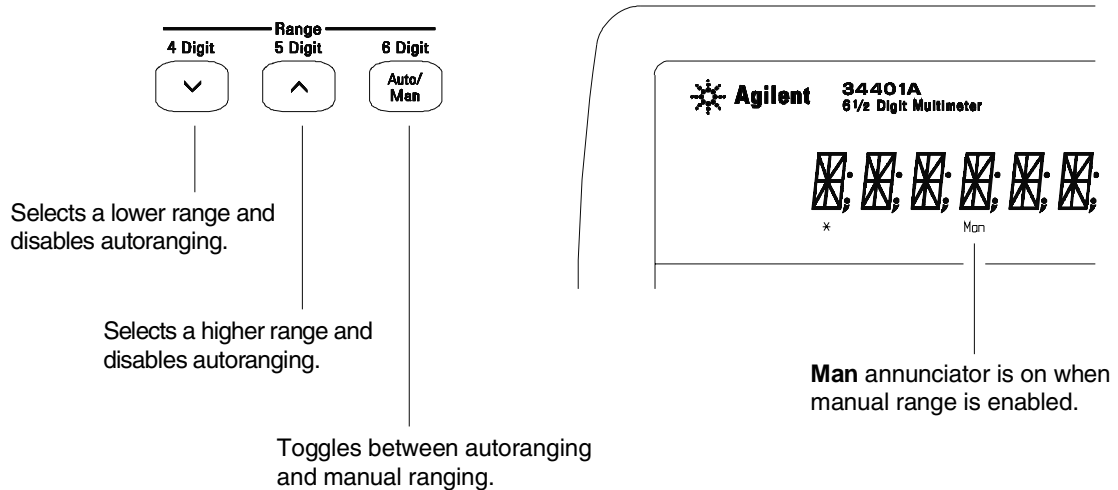 Range
4 Digit 5 Digit 6 Digit
Auto/
Man
Selects a lower range and
disables autoranging.
Selects a higher range and
disables autoranging.
Toggles between autoranging
and manual ranging.
Agilent 34401A
6½ Digit Multimeter
* Man
Man annunciator is on when
manual range is enabled.